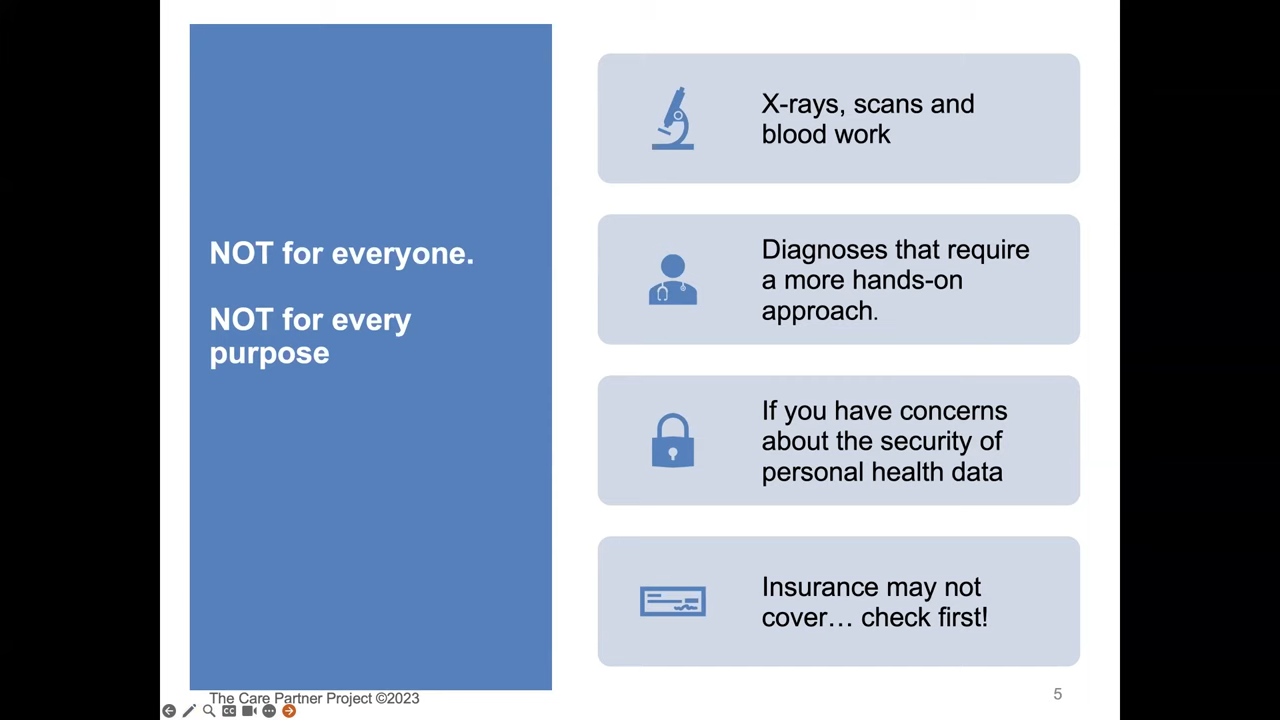 NOT for everyone.
NOT for every
purpose
X-rays, scans and
blood work
Diagnoses that require
a more hands-on
approach.
If you have concerns
about the security of
personal health data
Insurance may not
cover… check first!
The Care Partner Project ©2023
5
CC